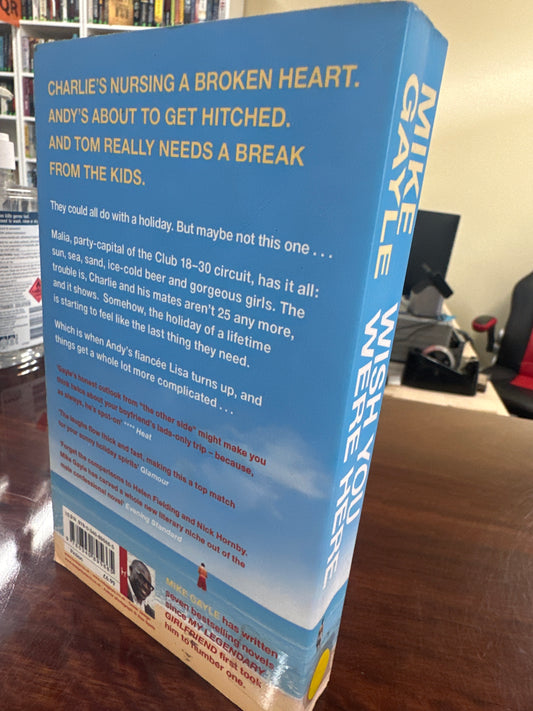 CHARLIE'S NURSING A BROKEN HEART.
ANDY'S ABOUT TO GET HITCHED.
AND TOM REALLY NEEDS A BREAK
FROM THE KIDS.
They could all do with a holiday. But maybe not this one . . .
Malia, party-capital of the Club 18–30 circuit, has it all:
sun, sea, sand, ice-cold beer and gorgeous girls. The
trouble is, Charlie and his mates aren't 25 any more,
and it shows. Somehow, the holiday of a lifetime
is starting to feel like the last thing they need.
Which is when Andy's fiancée Lisa turns up, and
things get a whole lot more complicated . . .
'Gayle's honest outlook from "the other side" might make you
think twice about your boyfriend's lads-only trip – because,
as always, he's spot-on' **** Heat
'The laughs flow thick and fast, making this a top match
for your sunny holiday spirits' Glamour
'Forget the comparisons to Helen Fielding and Nick Hornby.
Mike Gayle has carved a whole new literary niche out of the
male confessional novel' Evening Standard
MIKE GAYLE has written
seven bestselling novels
since MY LEGENDARY
GIRLFRIEND first took
him to number one.
MIKE GAYLE
WISH YOU WERE HERE